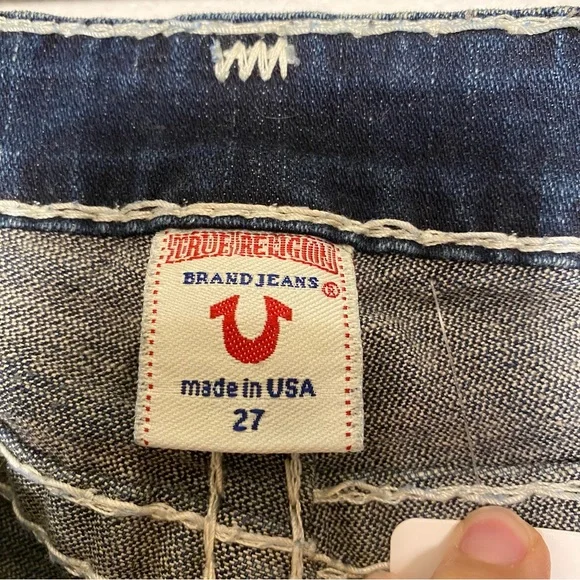 TRUE RELIGION
BRAND JEANS ®
made in USA
27